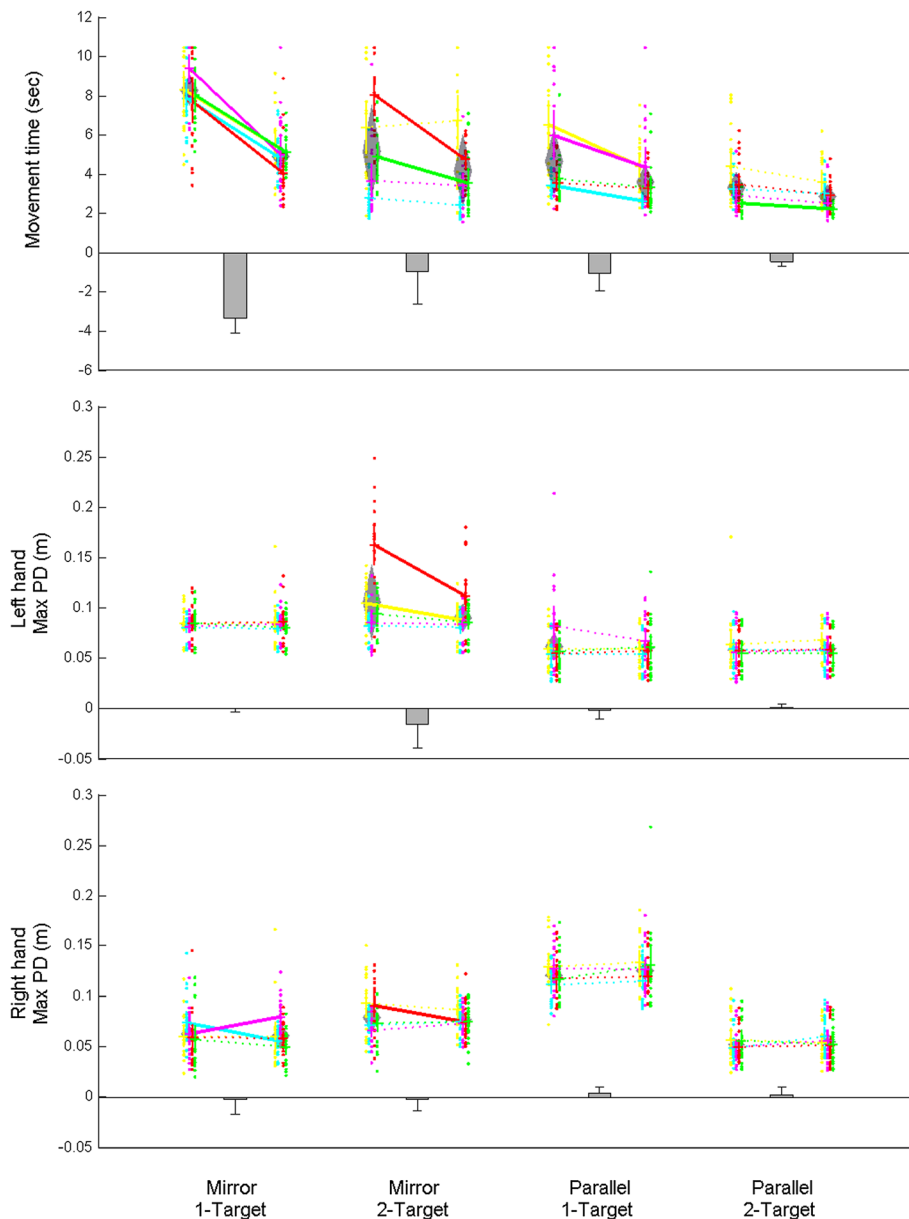 12
10
8
6
4
2
0
-2
-4
-6
Movement time (sec)
0.3
0.25
0.2
0.15
0.1
0.05
0
-0.05
Left hand
Max PD (m)
0.3
0.25
0.2
0.15
0.1
0.05
0
-0.05
Right hand
Max PD (m)
Mirror
1-Target
Mirror
2-Target
Parallel
1-Target
Parallel
2-Target